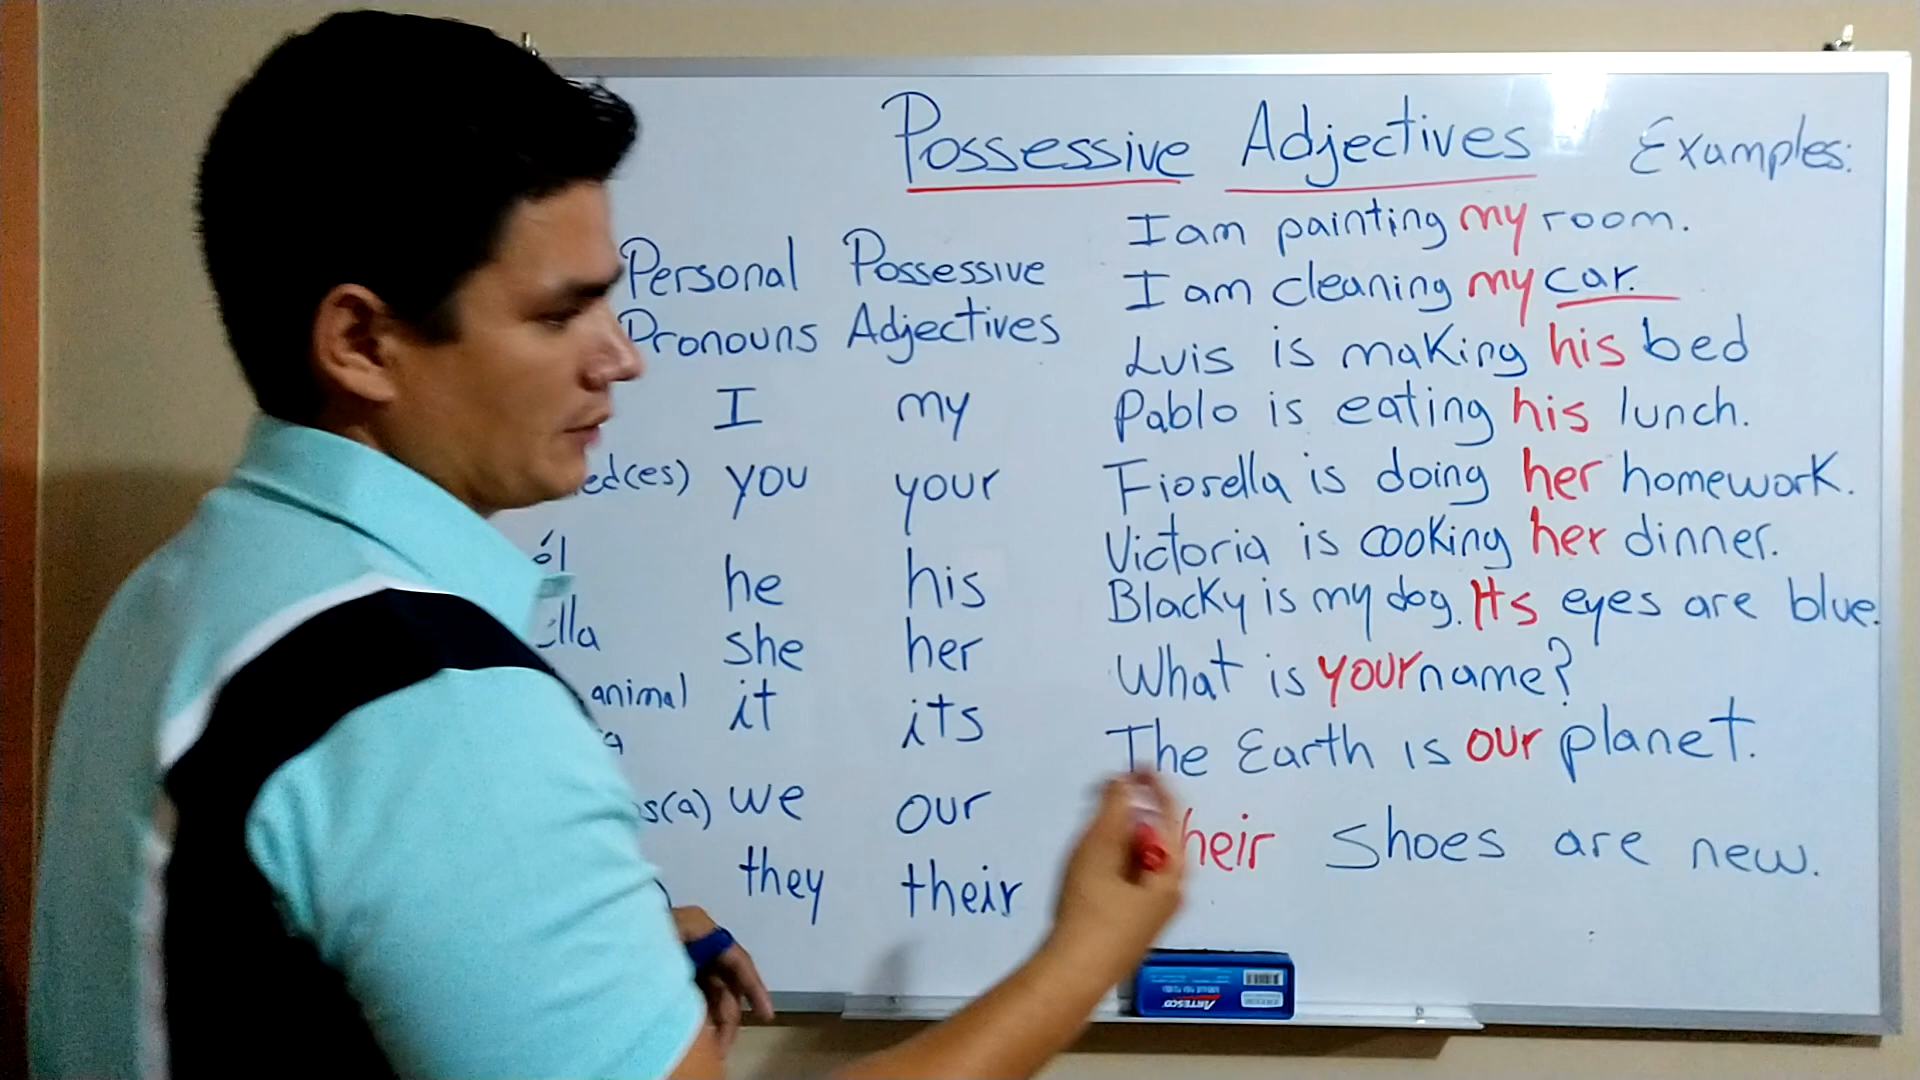 Possessive Adjectives
Examples:
Personal Possessive
Pronouns Adjectives
I my
ed(es) you your
él he his
ella she her
animal it its
s(a) we our
they their
I am painting my room.
I am cleaning my car.
Luis is making his bed
Pablo is eating his lunch.
Fiorella is doing her homework.
Victoria is cooking her dinner.
Blacky is my dog. Its eyes are blue.
What is your name?
The Earth is our planet.
heir shoes are new.
ARTESCO